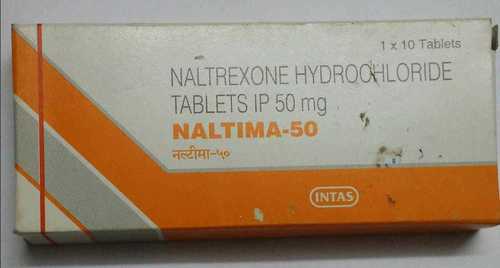 1 x 10 Tablets
NALTREXONE HYDROCHLORIDE
TABLETS IP 50 mg
NALTIMA-50
नल्टीमा-५०
INTAS